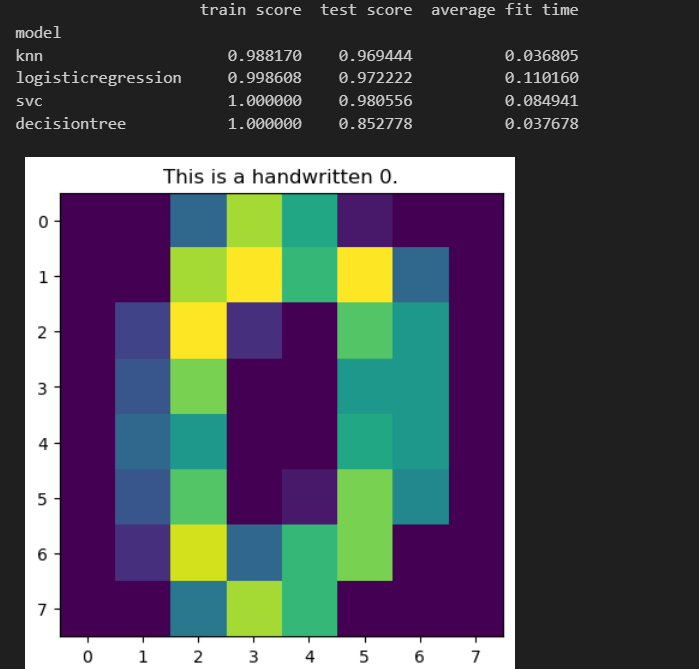 train score test score average fit time
model
knn 0.988170 0.969444 0.036805
logisticregression 0.998608 0.972222 0.110160
svc 1.000000 0.980556 0.084941
decisiontree 1.000000 0.852778 0.037678
This is a handwritten 0.
0
1
2
3
4
5
6
7
0 1 2 3 4 5 6 7